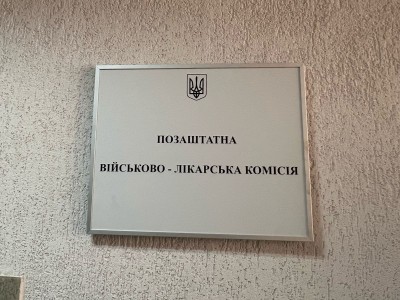 ПОЗАШТАТНА
ВІЙСЬКОВО - ЛІКАРСЬКА КОМІСІЯ